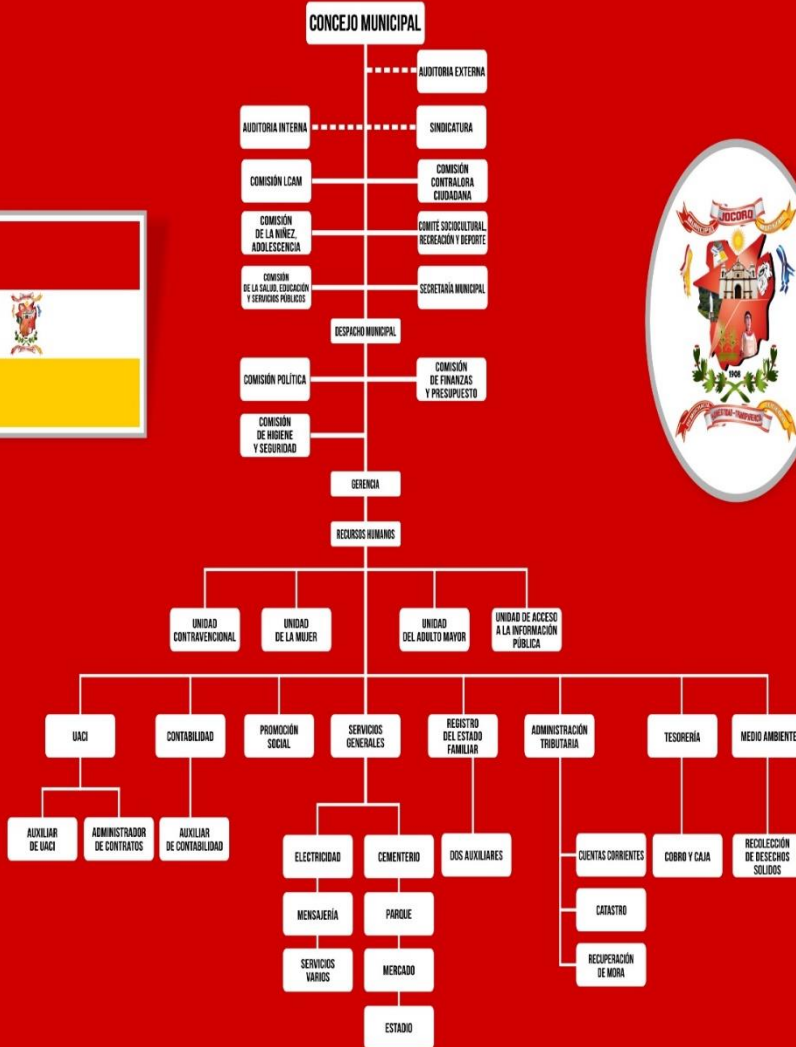 CONCEJO MUNICIPAL
AUDITORIA EXTERNA
AUDITORIA INTERNA
SINDICATURA
COMISIÓN LCAM
COMISIÓN
CONTRALORA
CIUDADANA
COMISIÓN
DE LA NIÑEZ,
ADOLESCENCIA
COMITÉ SOCIOCULTURAL,
RECREACIÓN Y DEPORTE
COMISIÓN
DE LA SALUD, EDUCACIÓN
Y SERVICIOS PÚBLICOS
SECRETARÍA MUNICIPAL
DESPACHO MUNICIPAL
COMISIÓN POLÍTICA
COMISIÓN
DE FINANZAS
Y PRESUPUESTO
COMISIÓN
DE HIGIENE
Y SEGURIDAD
GERENCIA
RECURSOS HUMANOS
UNIDAD
CONTRAVENCIONAL
UNIDAD
DE LA MUJER
UNIDAD
DEL ADULTO MAYOR
UNIDAD DE ACCESO
A LA INFORMACIÓN
PÚBLICA
UACI
CONTABILIDAD
PROMOCIÓN
SOCIAL
SERVICIOS
GENERALES
REGISTRO
DEL ESTADO
FAMILIAR
ADMINISTRACIÓN
TRIBUTARIA
TESORERÍA
MEDIO AMBIENTE
AUXILIAR
DE UACI
ADMINISTRADOR
DE CONTRATOS
AUXILIAR
DE CONTABILIDAD
ELECTRICIDAD
CEMENTERIO
DOS AUXILIARES
CUENTAS CORRIENTES
COBRO Y CAJA
RECOLECCIÓN
DE DESECHOS
SOLIDOS
MENSAJERÍA
PARQUE
CATASTRO
SERVICIOS
VARIOS
MERCADO
RECUPERACIÓN
DE MORA
ESTADIO
JOCORO
1908